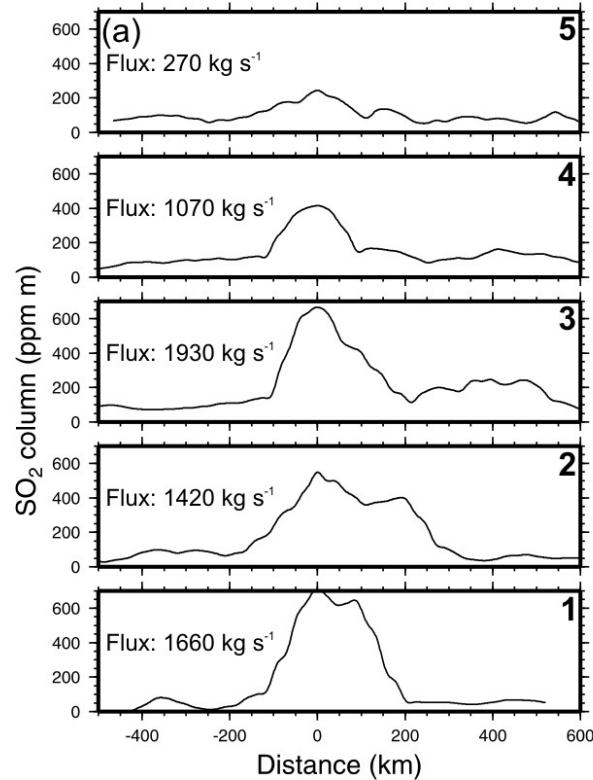 (a)
5
Flux: 270 kg s⁻¹
600
400
200
0
4
Flux: 1070 kg s⁻¹
600
400
200
0
3
Flux: 1930 kg s⁻¹
600
400
200
0
2
Flux: 1420 kg s⁻¹
600
400
200
0
1
Flux: 1660 kg s⁻¹
600
400
200
0
SO₂ column (ppm m)
-400 -200 0 200 400 600
Distance (km)